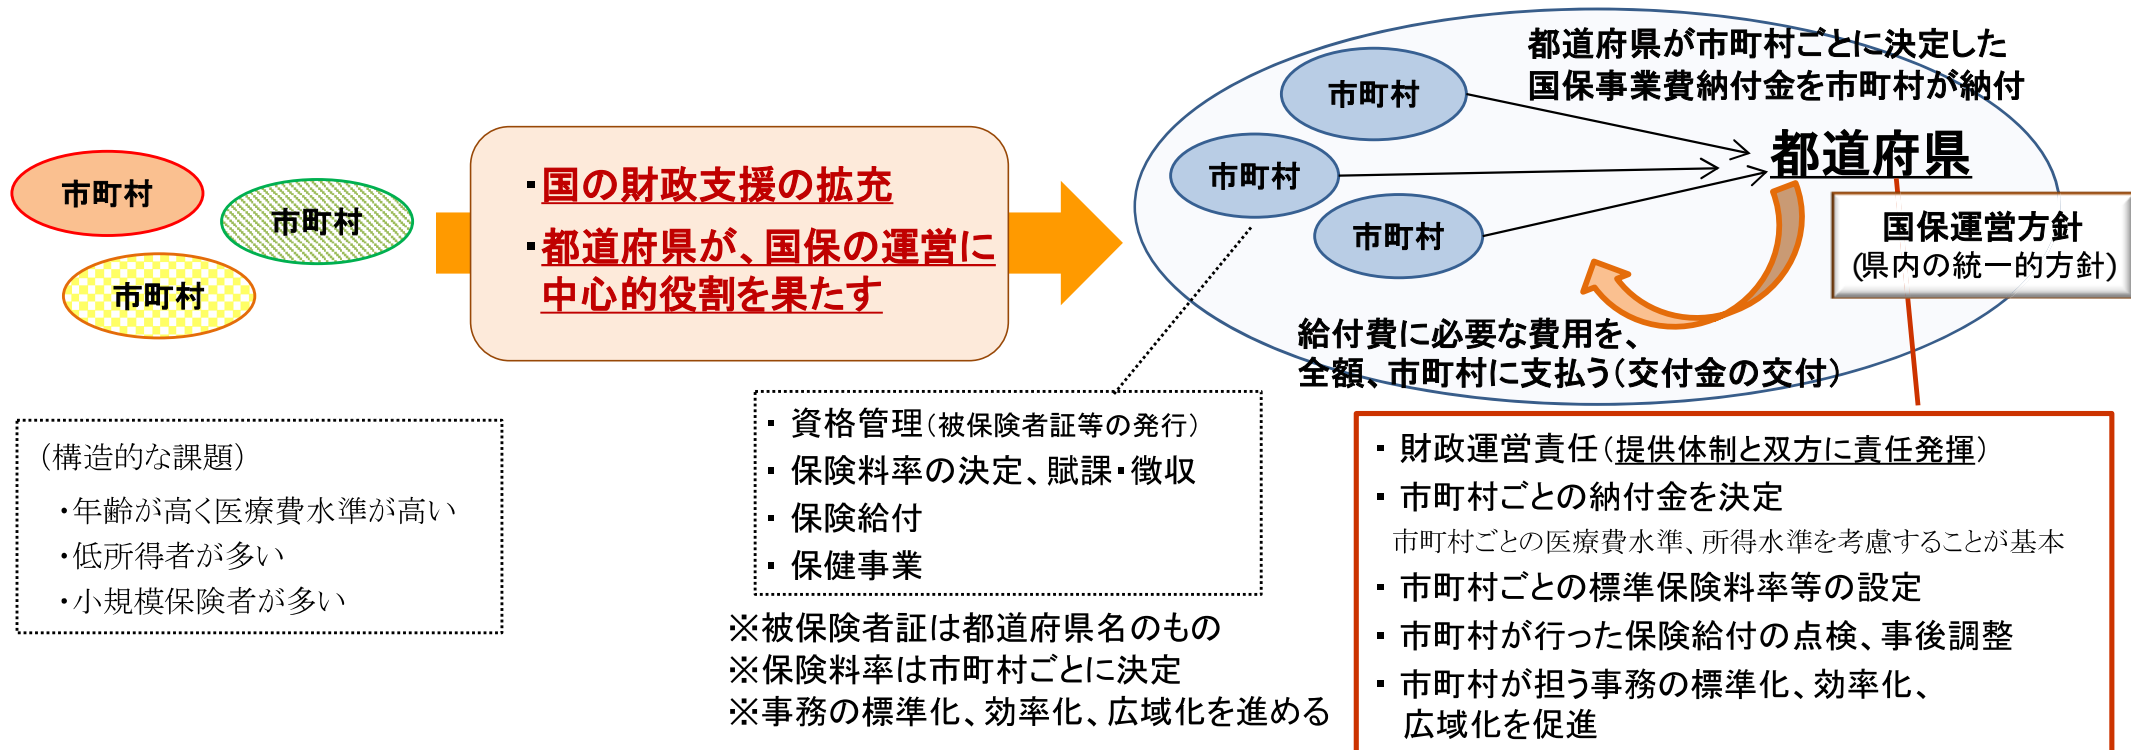 市町村
市町村
市町村
・国の財政支援の拡充
・都道府県が、国保の運営に
中心的役割を果たす
都道府県が市町村ごとに決定した
国保事業費納付金を市町村が納付
市町村
市町村
市町村
都道府県
国保運営方針
(県内の統一的方針)
給付費に必要な費用を、
全額、市町村に支払う(交付金の交付)
(構造的な課題)
・年齢が高く医療費水準が高い
・低所得者が多い
・小規模保険者が多い
・ 資格管理(被保険者証等の発行)
・ 保険料率の決定、賦課・徴収
・ 保険給付
・ 保健事業
※被保険者証は都道府県名のもの
※保険料率は市町村ごとに決定
※事務の標準化、効率化、広域化を進める
・ 財政運営責任(提供体制と双方に責任発揮)
・ 市町村ごとの納付金を決定
市町村ごとの医療費水準、所得水準を考慮することが基本
・ 市町村ごとの標準保険料率等の設定
・ 市町村が行った保険給付の点検、事後調整
・ 市町村が担う事務の標準化、効率化、
広域化を促進